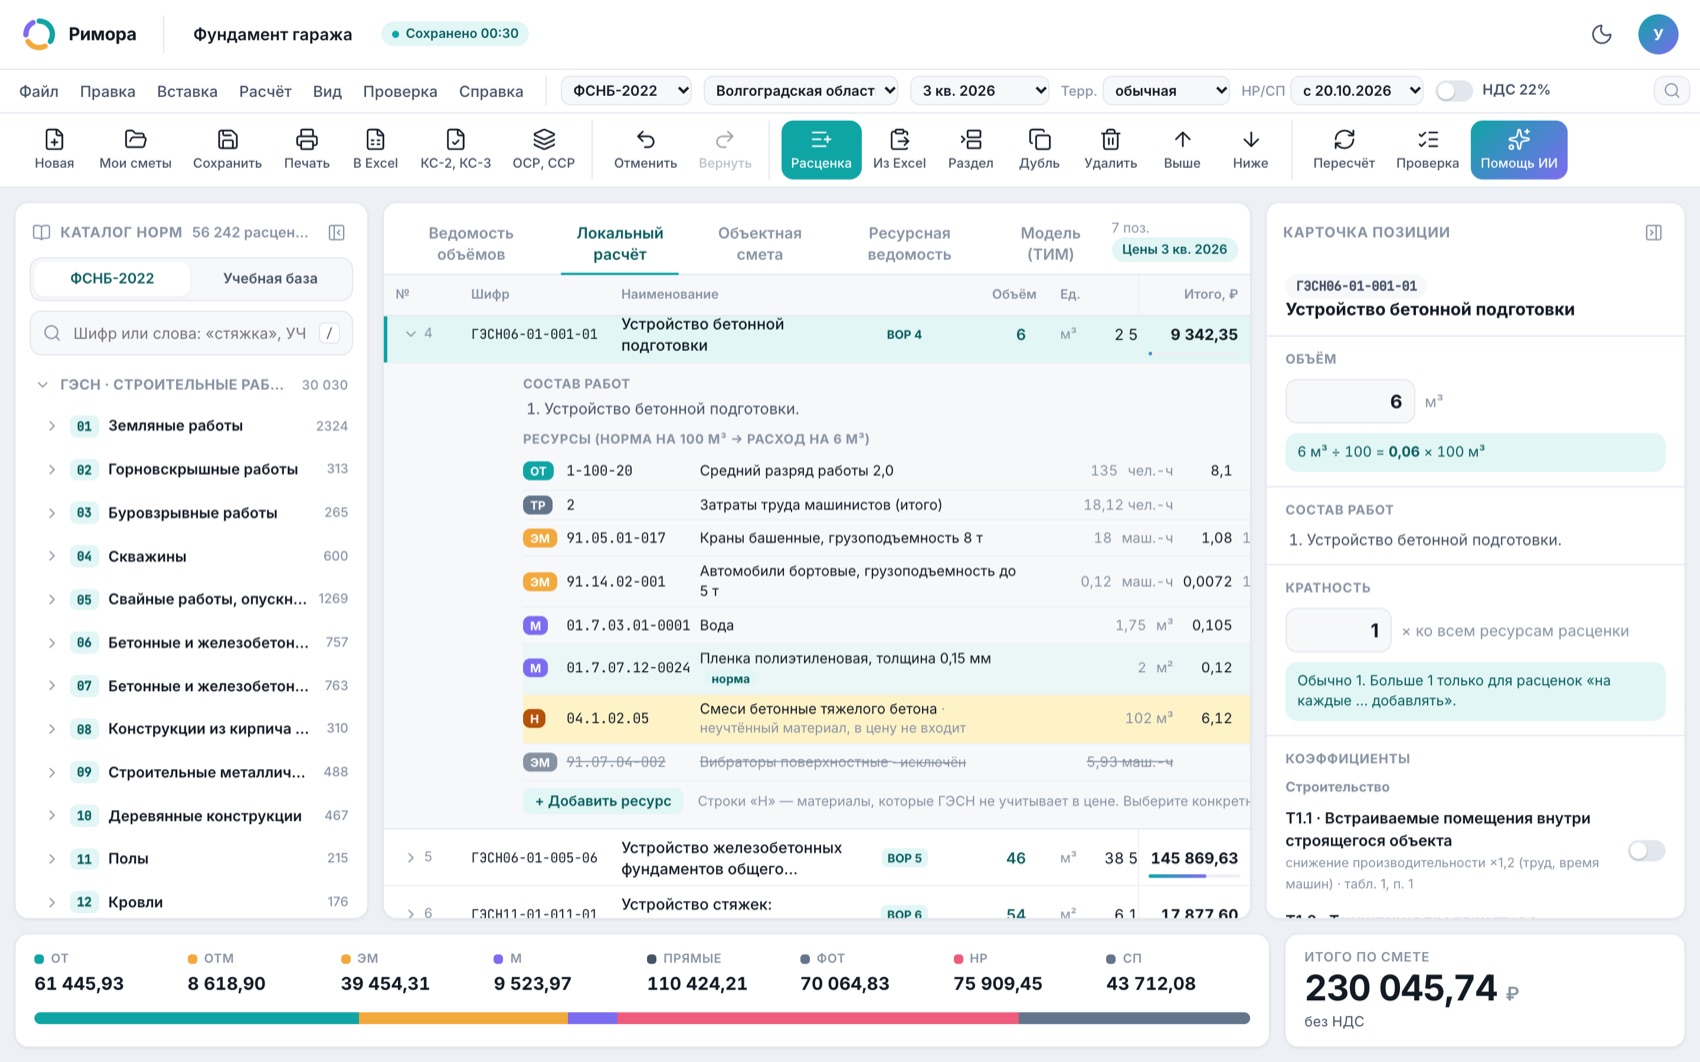 Римора
Фундамент гаража
Сохранено 00:30
У
Файл Правка Вставка Расчёт Вид Проверка Справка
ФСНБ-2022 Волгоградская област 3 кв. 2026 Терр. обычная НР/СП с 20.10.2026 НДС 22%
Новая Мои сметы Сохранить Печать В Excel КС-2, КС-3 ОСР, ССР Отменить Вернуть Расценка Из Excel Раздел Дубль Удалить Выше Ниже Пересчёт Проверка Помощь ИИ
КАТАЛОГ НОРМ 56 242 расцен...
ФСНБ-2022 Учебная база
Шифр или слова: «стяжка», УЧ /
ГЭСН · СТРОИТЕЛЬНЫЕ РАБ... 30 030
01 Земляные работы 2324
02 Горновскрышные работы 313
03 Буровзрывные работы 265
04 Скважины 600
05 Свайные работы, опускн... 1269
06 Бетонные и железобетон... 757
07 Бетонные и железобетон... 763
08 Конструкции из кирпича ... 310
09 Строительные металлич... 488
10 Деревянные конструкции 467
11 Полы 215
12 Кровли 176
Ведомость объёмов
Локальный расчёт
Объектная смета
Ресурсная ведомость
Модель (ТИМ)
7 поз.
Цены 3 кв. 2026
№ Шифр Наименование Объём Ед. Итого, ₽
4 ГЭСН06-01-001-01 Устройство бетонной подготовки ВОР 4 6 м³ 2 5 9 342,35
СОСТАВ РАБОТ
1. Устройство бетонной подготовки.
РЕСУРСЫ (НОРМА НА 100 М³ → РАСХОД НА 6 М³)
ОТ 1-100-20 Средний разряд работы 2,0 135 чел.-ч 8,1
ТР 2 Затраты труда машинистов (итого) 18,12 чел.-ч
ЭМ 91.05.01-017 Краны башенные, грузоподъемность 8 т 18 маш.-ч 1,08 1
ЭМ 91.14.02-001 Автомобили бортовые, грузоподъемность до 5 т 0,12 маш.-ч 0,0072 1
М 01.7.03.01-0001 Вода 1,75 м³ 0,105
М 01.7.07.12-0024 Пленка полиэтиленовая, толщина 0,15 мм 2 м² 0,12
норма
Н 04.1.02.05 Смеси бетонные тяжелого бетона · 102 м³ 6,12
неучтённый материал, в цену не входит
ЭМ 91.07.04-002 Вибраторы поверхностные · исключён 5,93 маш.-ч
+ Добавить ресурс Строки «Н» — материалы, которые ГЭСН не учитывает в цене. Выберите конкрет
5 ГЭСН06-01-005-06 Устройство железобетонных фундаментов общего... ВОР 5 46 м³ 38 5 145 869,63
6 ГЭСН11-01-011-01 Устройство стяжек: ВОР 6 54 м² 6 1 17 877,60
КАРТОЧКА ПОЗИЦИИ
ГЭСН06-01-001-01
Устройство бетонной подготовки
ОБЪЁМ
6 м³
6 м³ ÷ 100 = 0,06 × 100 м³
СОСТАВ РАБОТ
1. Устройство бетонной подготовки.
КРАТНОСТЬ
1 × ко всем ресурсам расценки
Обычно 1. Больше 1 только для расценок «на
каждые ... добавлять».
КОЭФФИЦИЕНТЫ
Строительство
Т1.1 · Встраиваемые помещения внутри
строящегося объекта
снижение производительности ×1,2 (труд, время
машин) · табл. 1, п. 1
ОТ ОТМ ЭМ М ПРЯМЫЕ ФОТ НР СП
61 445,93 8 618,90 39 454,31 9 523,97 110 424,21 70 064,83 75 909,45 43 712,08
ИТОГО ПО СМЕТЕ
230 045,74 ₽
без НДС